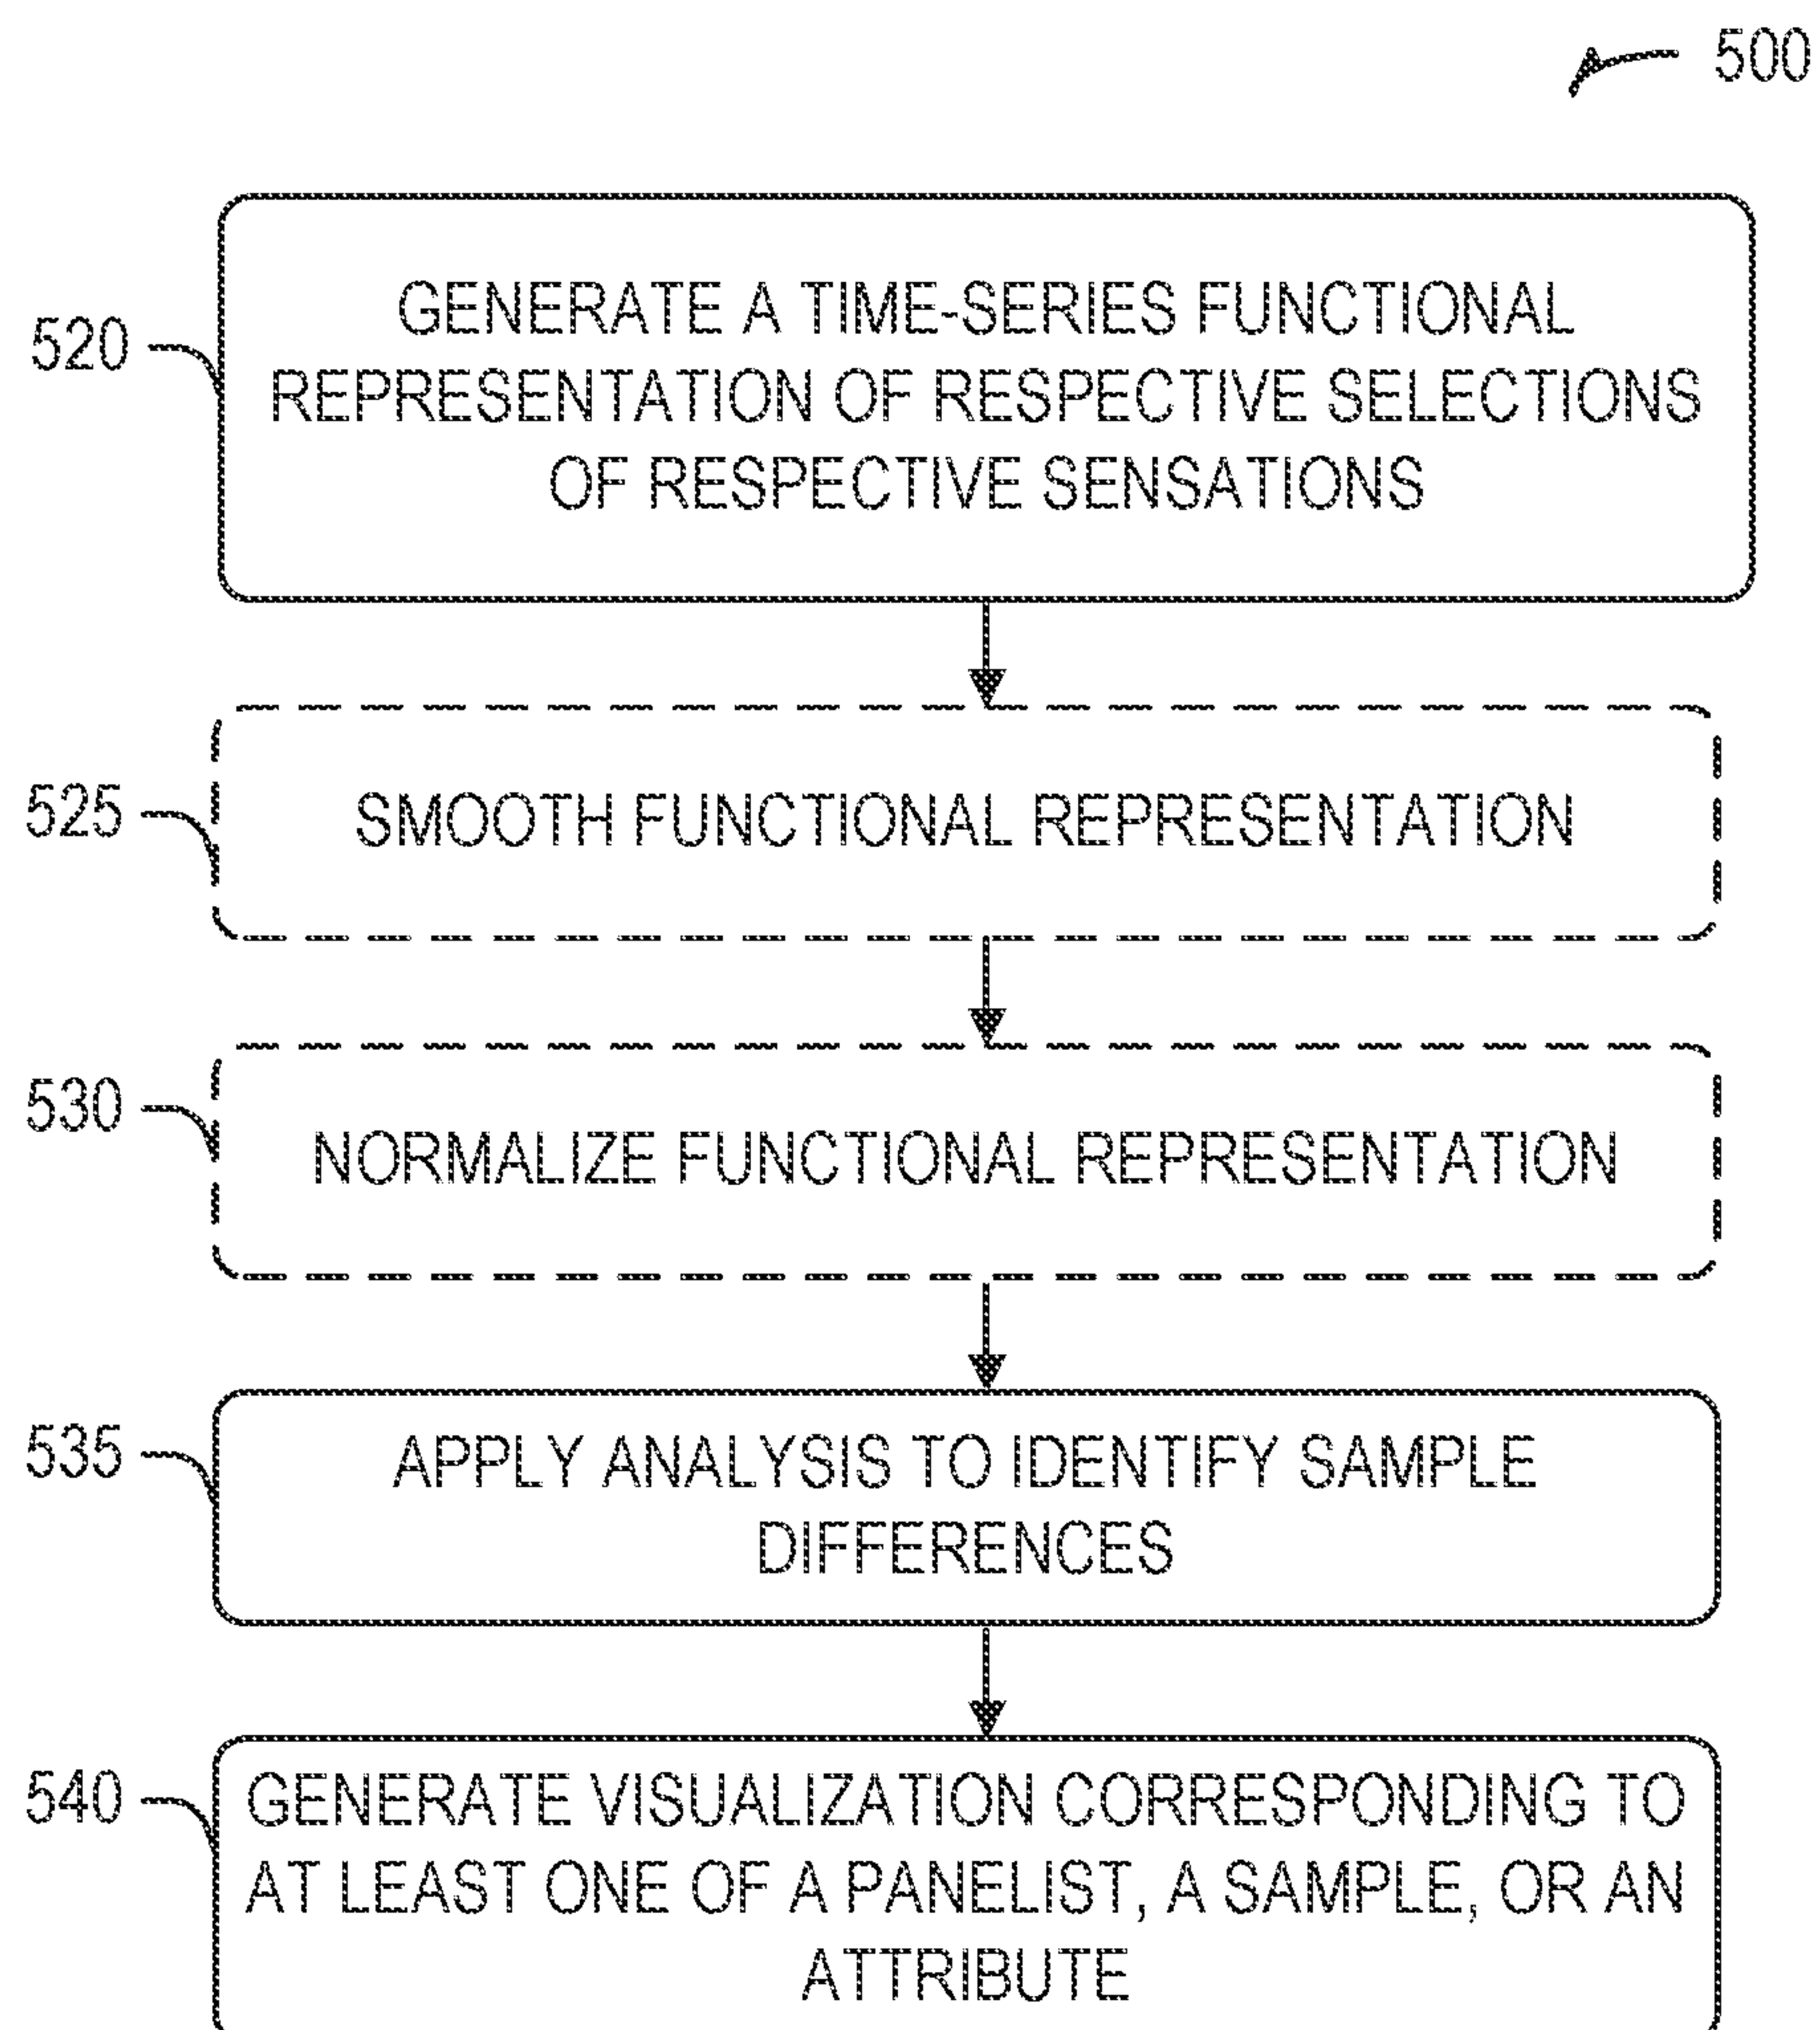 500
520
GENERATE A TIME-SERIES FUNCTIONAL
REPRESENTATION OF RESPECTIVE SELECTIONS
OF RESPECTIVE SENSATIONS
525
SMOOTH FUNCTIONAL REPRESENTATION
530
NORMALIZE FUNCTIONAL REPRESENTATION
535
APPLY ANALYSIS TO IDENTIFY SAMPLE
DIFFERENCES
540
GENERATE VISUALIZATION CORRESPONDING TO
AT LEAST ONE OF A PANELIST, A SAMPLE, OR AN
ATTRIBUTE